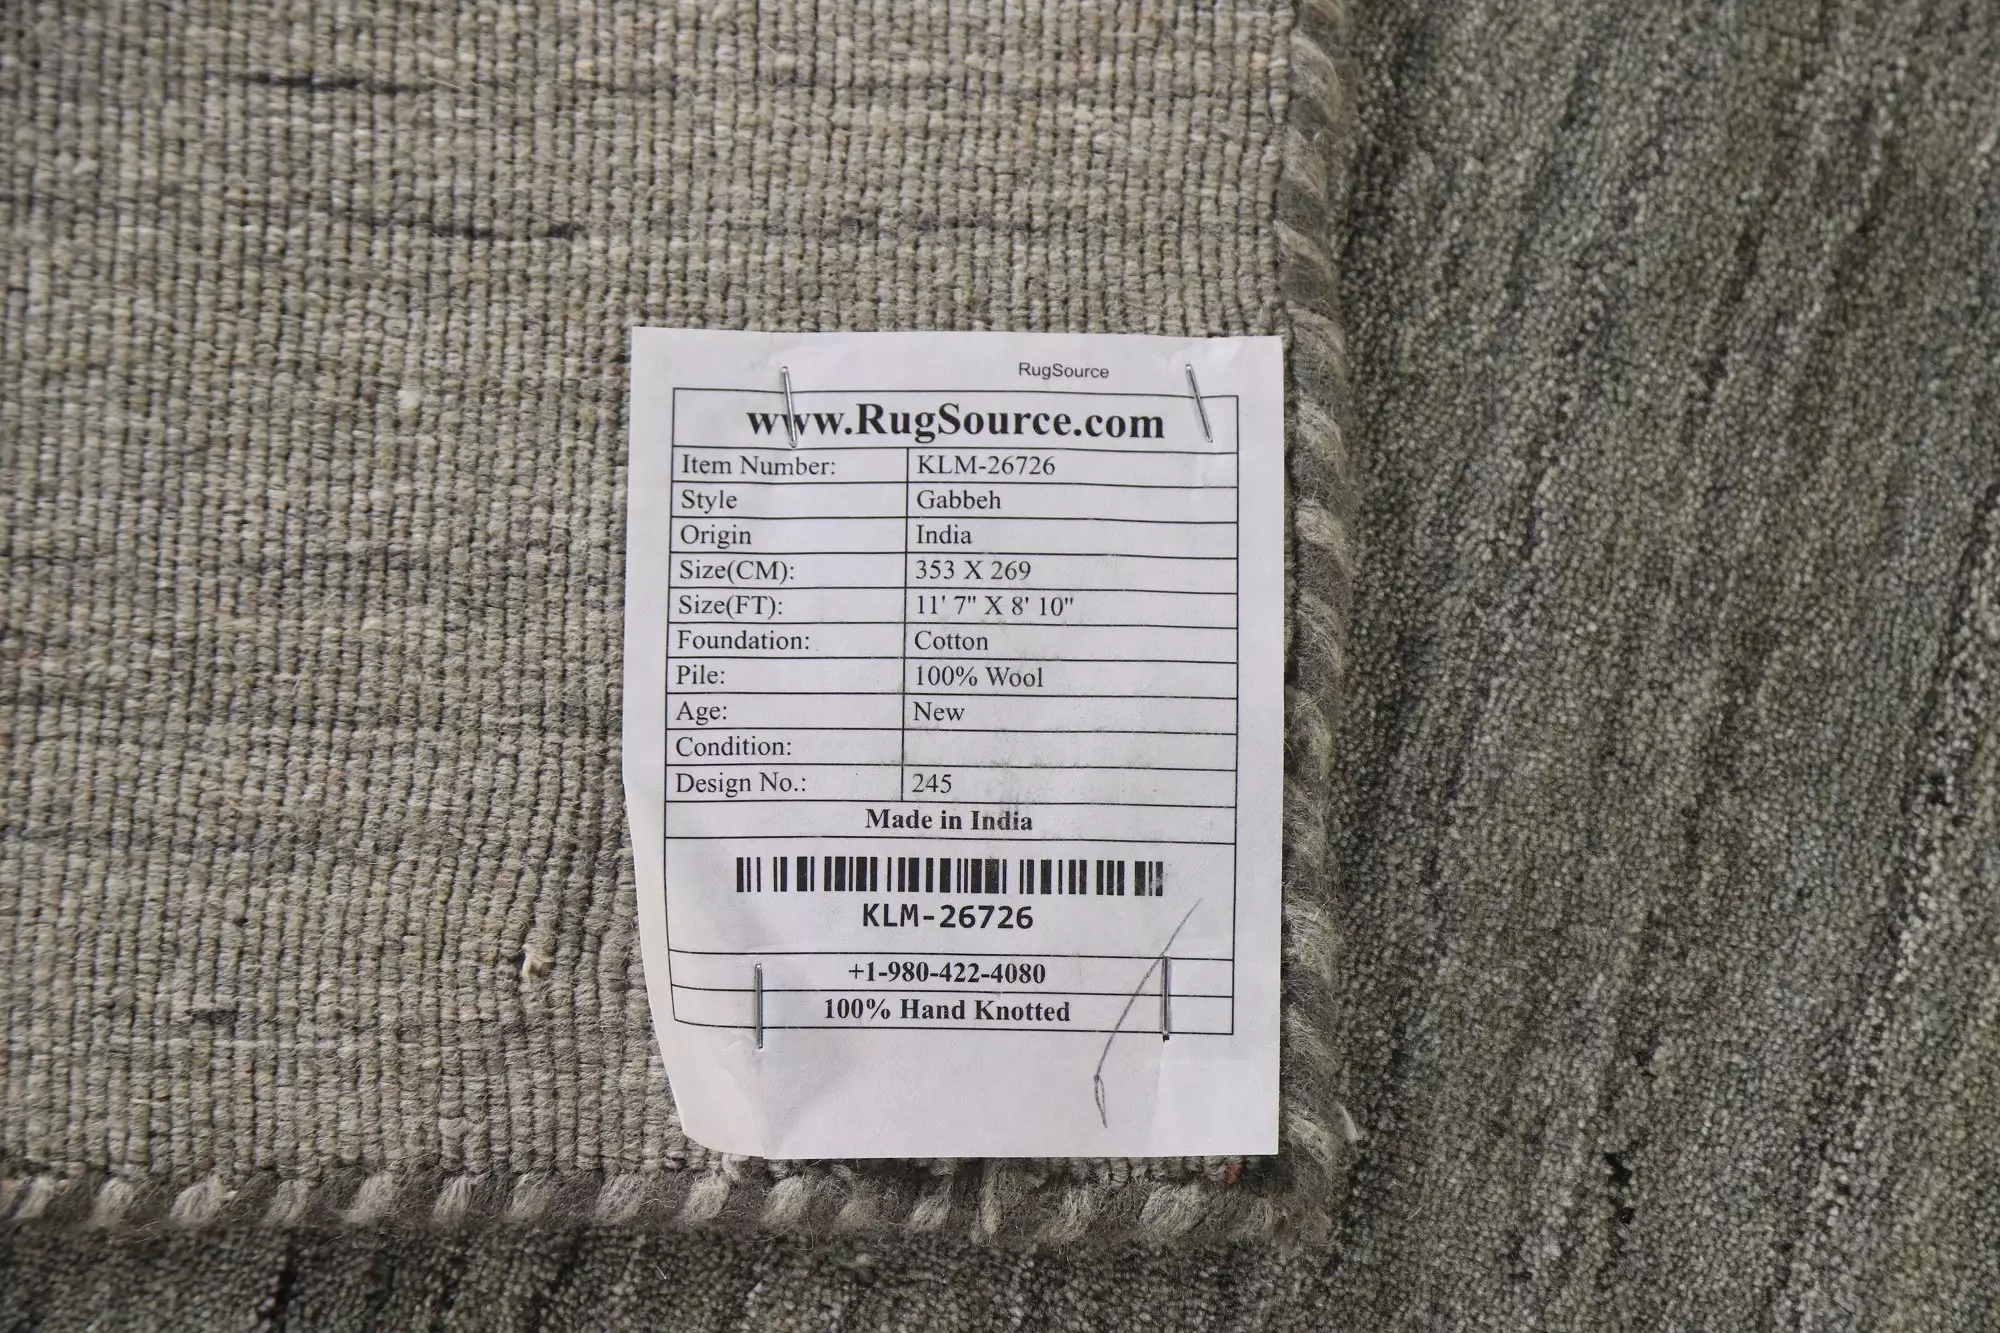 RugSource
www.RugSource.com
Item Number: KLM-26726
Style Gabbeh
Origin India
Size(CM): 353 X 269
Size(FT): 11' 7" X 8' 10"
Foundation: Cotton
Pile: 100% Wool
Age: New
Condition:
Design No.: 245
Made in India
KLM-26726
+1-980-422-4080
100% Hand Knotted